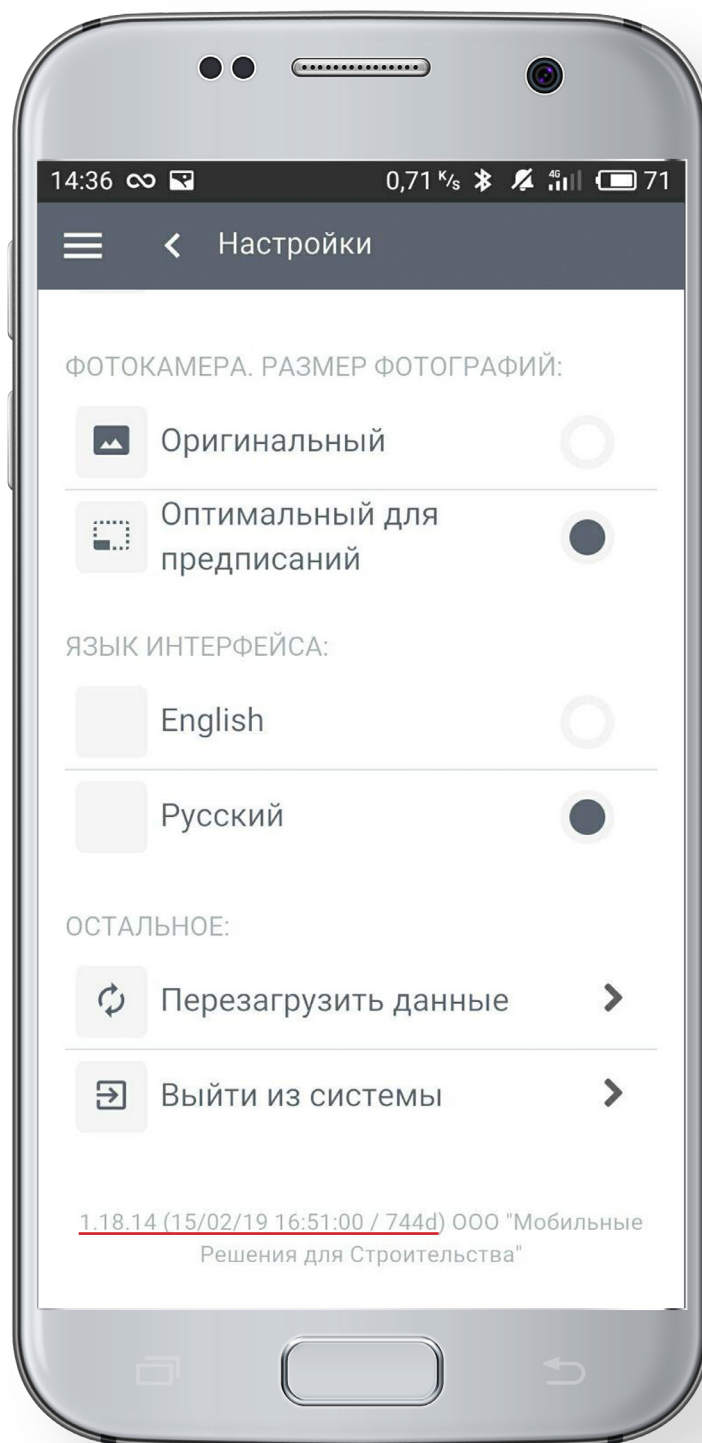 14:36 0,71 K/s 4G 71
Настройки
ФОТОКАМЕРА. РАЗМЕР ФОТОГРАФИЙ:
Оригинальный
Оптимальный для
предписаний
ЯЗЫК ИНТЕРФЕЙСА:
English
Русский
ОСТАЛЬНОЕ:
Перезагрузить данные
Выйти из системы
1.18.14 (15/02/19 16:51:00 / 744d) ООО "Мобильные
Решения для Строительства"